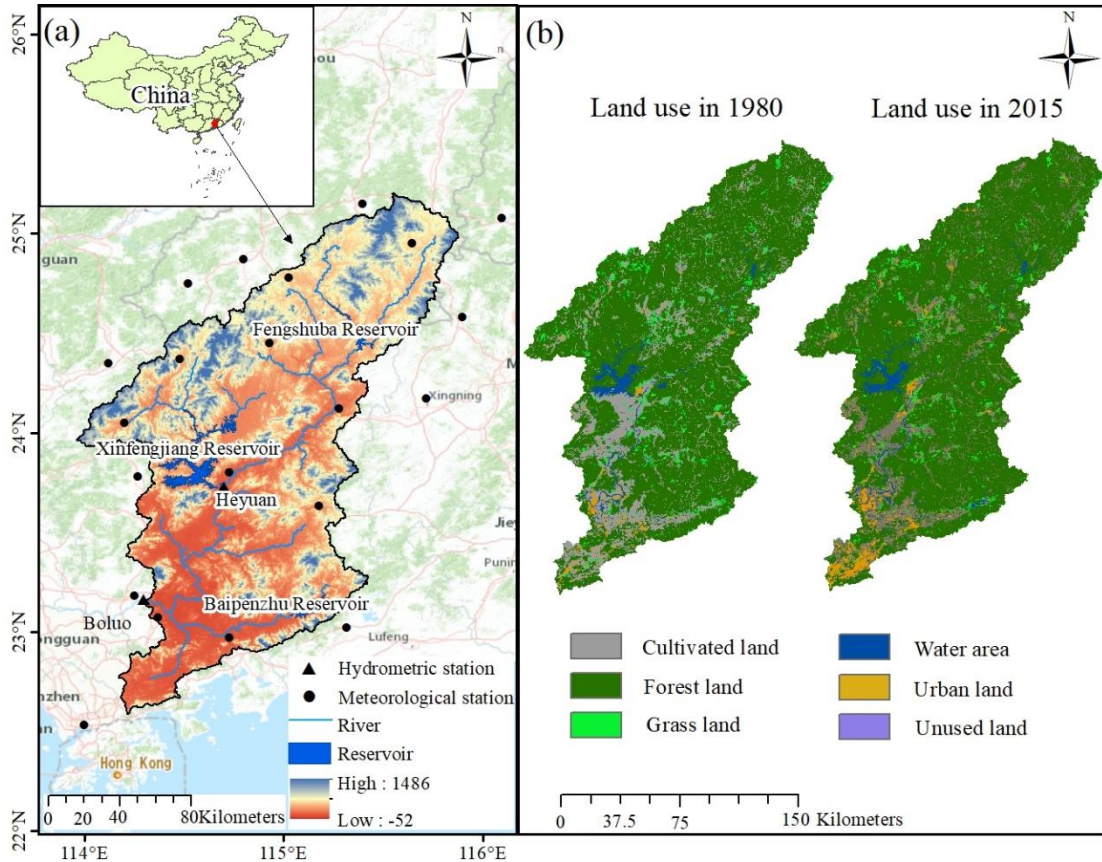 (a)
China
N
26°N
25°N
24°N
23°N
22°N
114°E
115°E
116°E
Fengshuba Reservoir
Xinfengjiang Reservoir
Heyuan
Baipenzhu Reservoir
Boluo
Xingning
Lufeng
Hong Kong
Hydrometric station
Meteorological station
River
Reservoir
High : 1486
Low : -52
0 20 40 80 Kilometers
(b)
N
Land use in 1980
Land use in 2015
Cultivated land
Forest land
Grass land
Water area
Urban land
Unused land
0 37.5 75 150 Kilometers